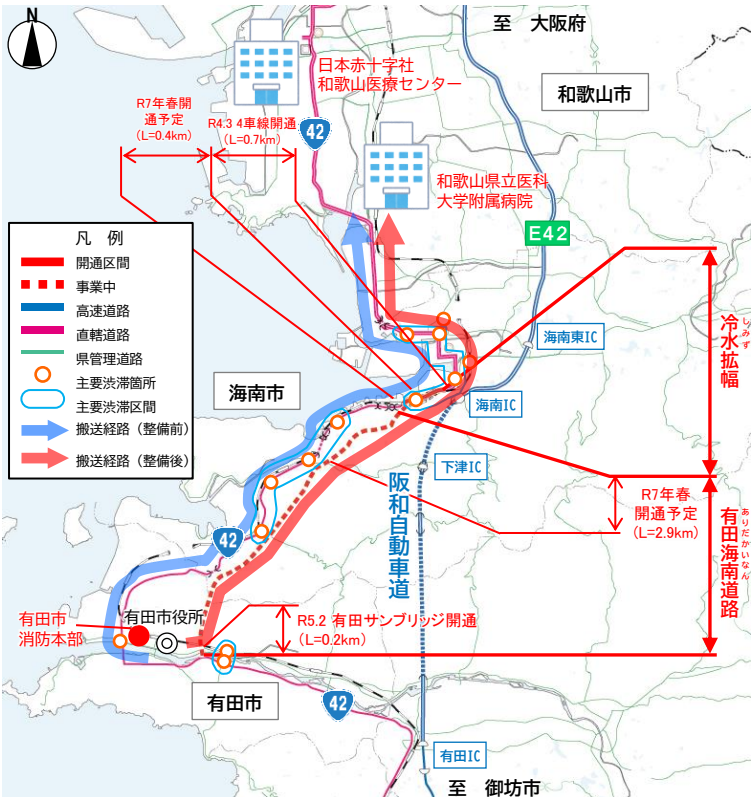 N
至 大阪府
日本赤十字社
和歌山医療センター
和歌山市
R7年春開
通予定
(L=0.4km)
R4.3 4車線開通
(L=0.7km)
42
和歌山県立医科
大学附属病院
E42
凡 例
開通区間
事業中
高速道路
直轄道路
県管理道路
主要渋滞箇所
主要渋滞区間
搬送経路（整備前）
搬送経路（整備後）
海南東IC
冷水拡幅
しみず
海南市
海南IC
下津IC
阪和自動車道
R7年春
開通予定
(L=2.9km)
有田海南道路
ありだかいなん
42
有田市
消防本部
有田市役所
R5.2 有田サンブリッジ開通
(L=0.2km)
有田市
42
有田IC
至 御坊市